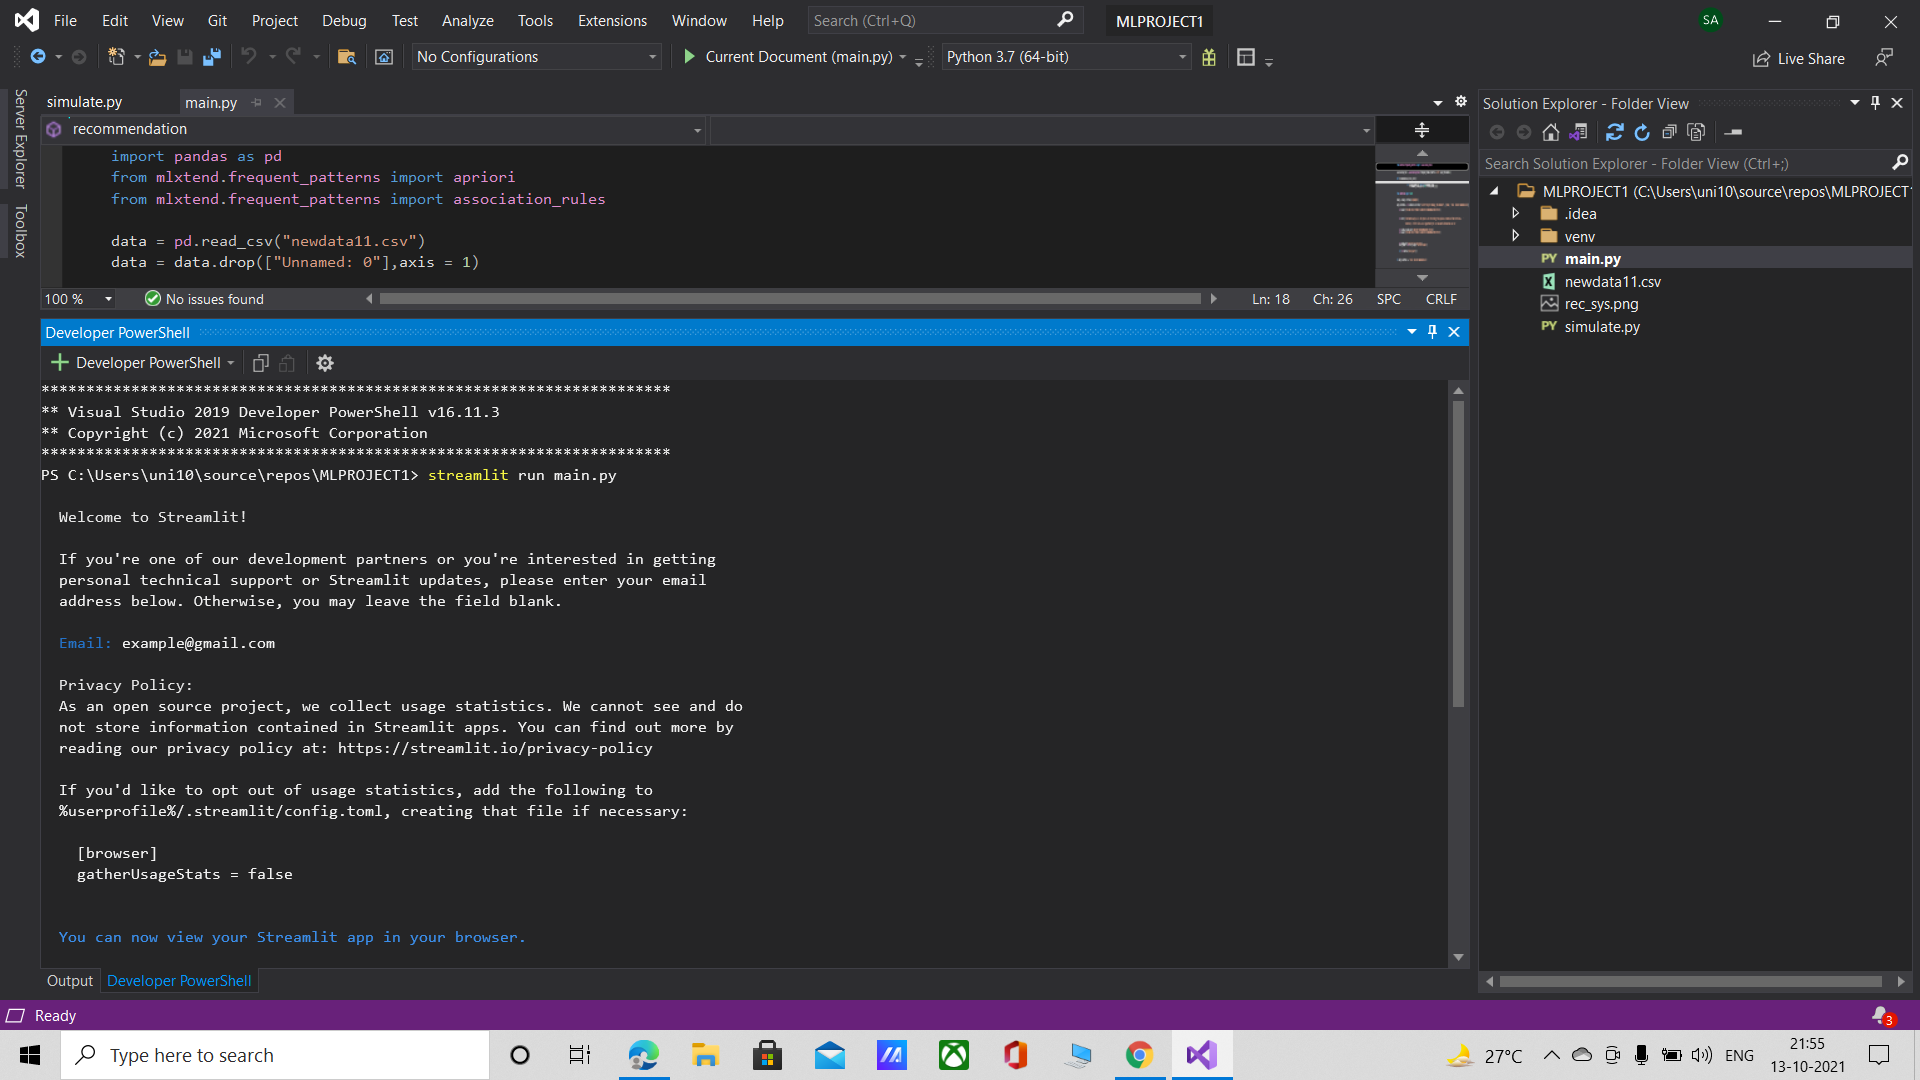 File Edit View Git Project Debug Test Analyze Tools Extensions Window Help Search (Ctrl+Q) MLPROJECT1 SA
No Configurations Current Document (main.py) Python 3.7 (64-bit) Live Share
Server Explorer
Toolbox
simulate.py main.py
recommendation
import pandas as pd
from mlxtend.frequent_patterns import apriori
from mlxtend.frequent_patterns import association_rules
data = pd.read_csv("newdata11.csv")
data = data.drop(["Unnamed: 0"],axis = 1)
100 % No issues found Ln: 18 Ch: 26 SPC CRLF
Developer PowerShell
Developer PowerShell
**********************************************************************
** Visual Studio 2019 Developer PowerShell v16.11.3
** Copyright (c) 2021 Microsoft Corporation
**********************************************************************
PS C:\Users\uni10\source\repos\MLPROJECT1> streamlit run main.py
Welcome to Streamlit!
If you're one of our development partners or you're interested in getting
personal technical support or Streamlit updates, please enter your email
address below. Otherwise, you may leave the field blank.
Email: example@gmail.com
Privacy Policy:
As an open source project, we collect usage statistics. We cannot see and do
not store information contained in Streamlit apps. You can find out more by
reading our privacy policy at: https://streamlit.io/privacy-policy
If you'd like to opt out of usage statistics, add the following to
%userprofile%/.streamlit/config.toml, creating that file if necessary:
[browser]
gatherUsageStats = false
You can now view your Streamlit app in your browser.
Output Developer PowerShell
Solution Explorer - Folder View
Search Solution Explorer - Folder View (Ctrl+;)
MLPROJECT1 (C:\Users\uni10\source\repos\MLPROJECT1
.idea
venv
PY main.py
newdata11.csv
rec_sys.png
PY simulate.py
Ready 3
Type here to search 27°C ENG 21:55
13-10-2021